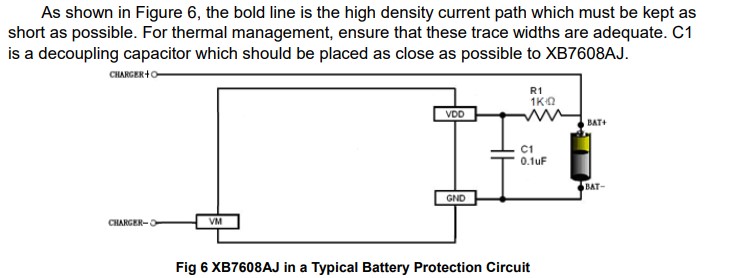 As shown in Figure 6, the bold line is the high density current path which must be kept as
short as possible. For thermal management, ensure that these trace widths are adequate. C1
is a decoupling capacitor which should be placed as close as possible to XB7608AJ.
CHARGER+
R1
1KΩ
VDD
BAT+
C1
0.1uF
BAT-
GND
CHARGER-
VM
Fig 6 XB7608AJ in a Typical Battery Protection Circuit